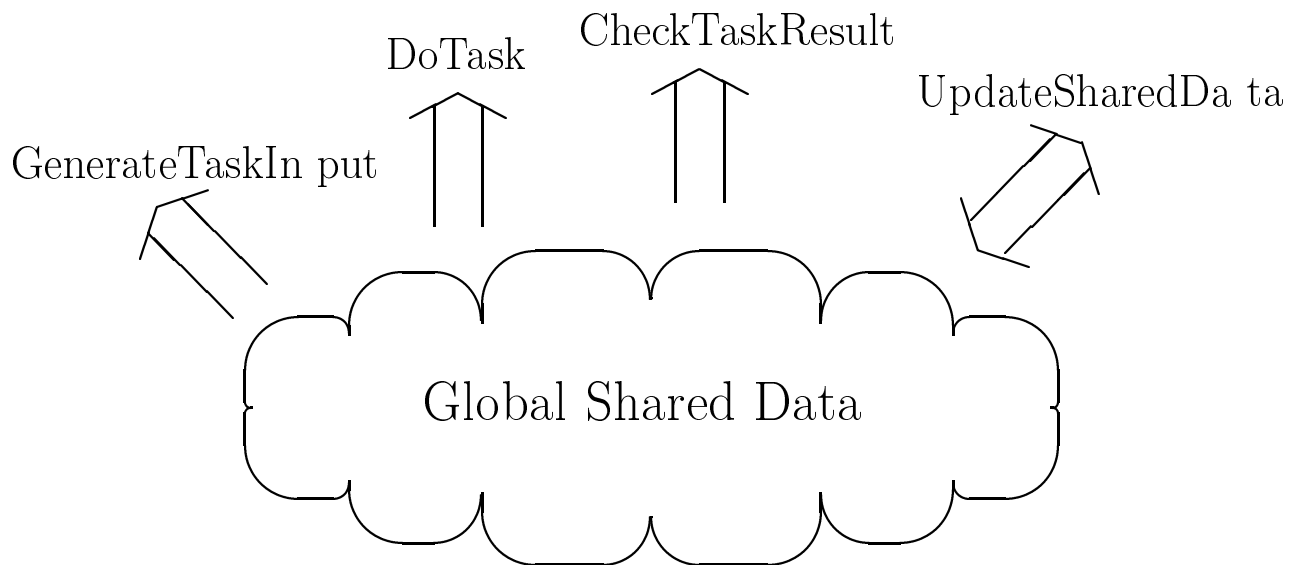 CheckTaskResult
DoTask
UpdateSharedDa ta
GenerateTaskIn put
Global Shared Data